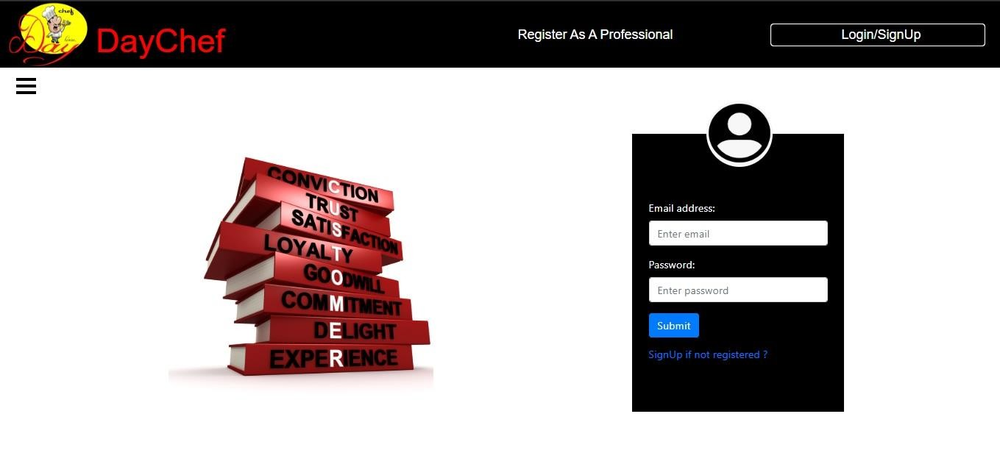 chef
Day
DayChef
Register As A Professional
Login/SignUp
CONVICTION
TRUST
SATISFACTION
LOYALTY
GOODWILL
COMMITMENT
DELIGHT
EXPERIENCE
Email address:
Enter email
Password:
Enter password
Submit
SignUp if not registered ?